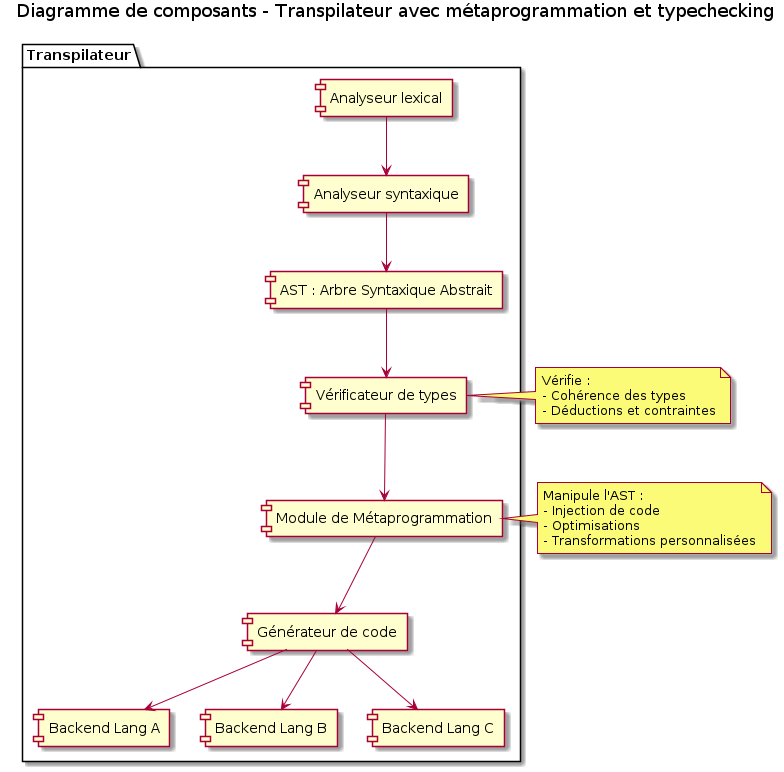 Diagramme de composants - Transpilateur avec métaprogrammation et typechecking
Transpilateur
Analyseur lexical
Analyseur syntaxique
AST : Arbre Syntaxique Abstrait
Vérificateur de types
Vérifie :
- Cohérence des types
- Déductions et contraintes
Module de Métaprogrammation
Manipule l'AST :
- Injection de code
- Optimisations
- Transformations personnalisées
Générateur de code
Backend Lang A
Backend Lang B
Backend Lang C